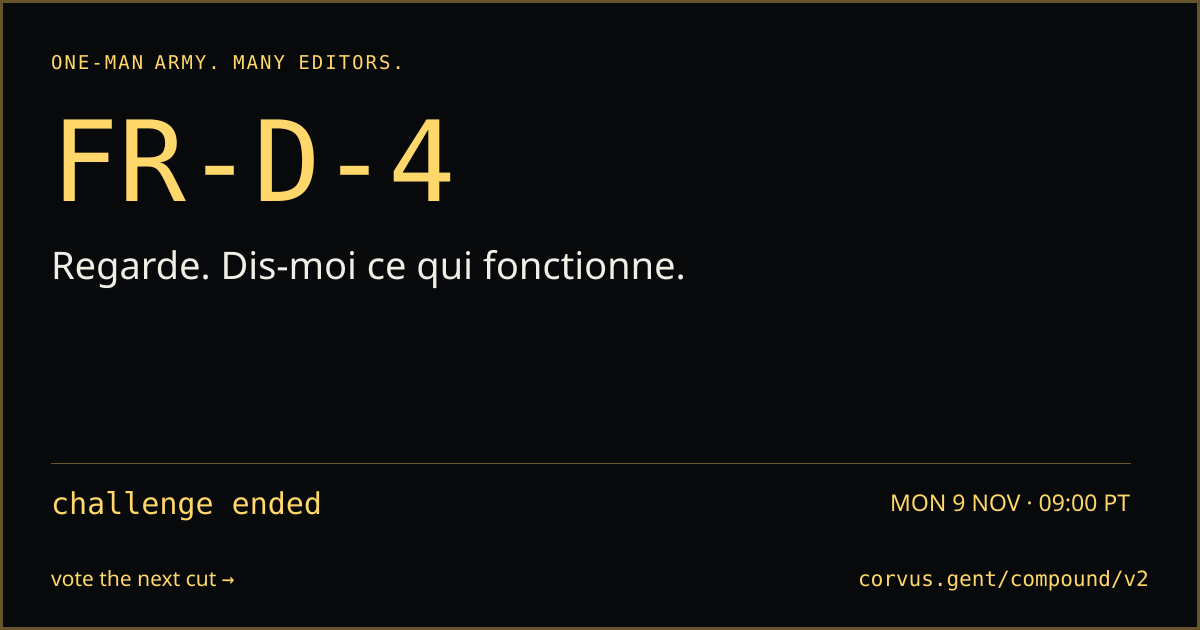 ONE-MAN ARMY. MANY EDITORS.
FR-D-4
Regarde. Dis-moi ce qui fonctionne.
challenge ended
MON 9 NOV · 09:00 PT
vote the next cut →
corvus.gent/compound/v2